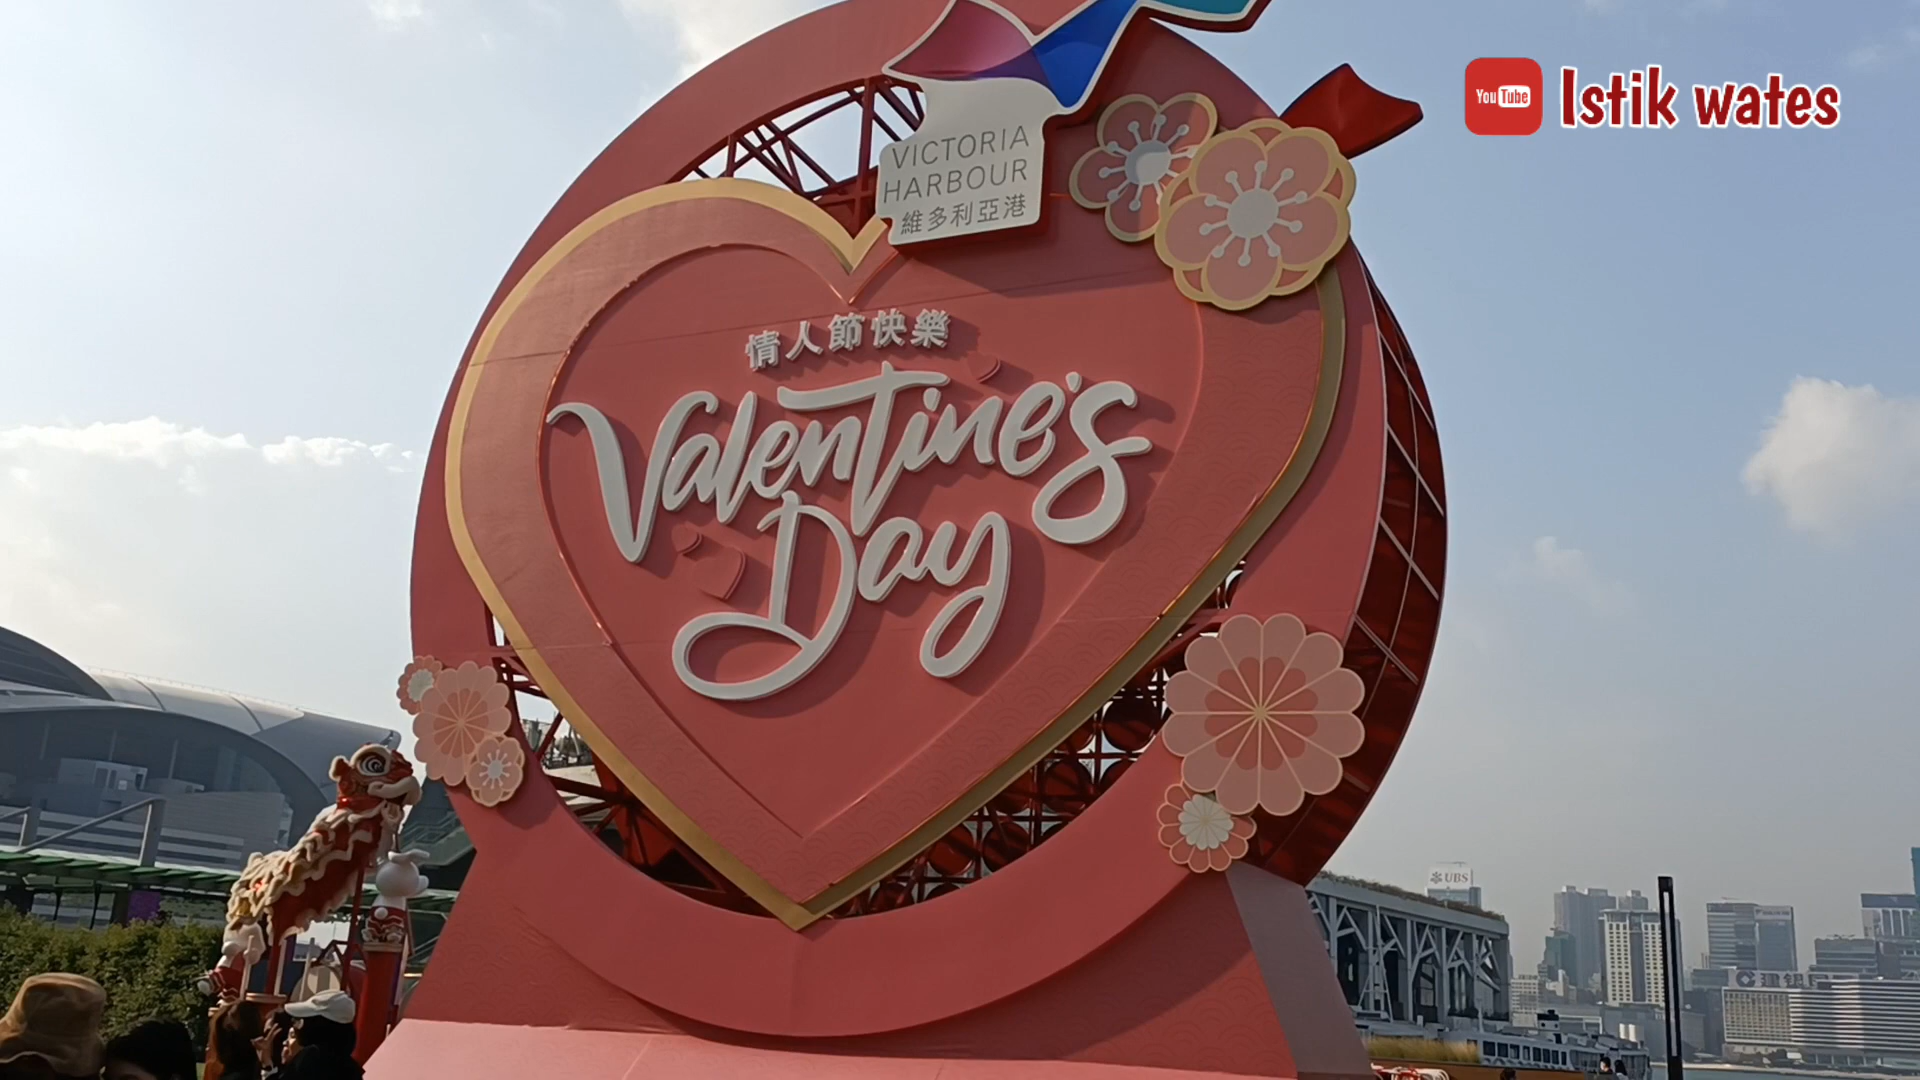 YouTube Istik wates
VICTORIA
HARBOUR
維多利亞港
情人節快樂
Valentine's
Day
UBS